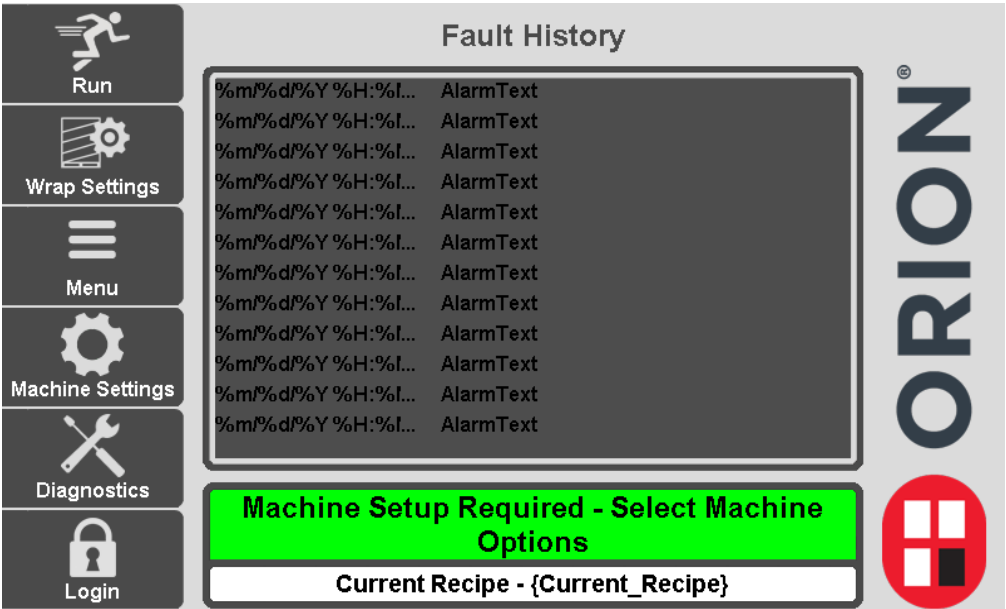 Run
Wrap Settings
Menu
Machine Settings
Diagnostics
Login
Fault History
%m/%d/%Y %H:%I... AlarmText
%m/%d/%Y %H:%I... AlarmText
%m/%d/%Y %H:%I... AlarmText
%m/%d/%Y %H:%I... AlarmText
%m/%d/%Y %H:%I... AlarmText
%m/%d/%Y %H:%I... AlarmText
%m/%d/%Y %H:%I... AlarmText
%m/%d/%Y %H:%I... AlarmText
%m/%d/%Y %H:%I... AlarmText
%m/%d/%Y %H:%I... AlarmText
%m/%d/%Y %H:%I... AlarmText
%m/%d/%Y %H:%I... AlarmText
Machine Setup Required - Select Machine
Options
Current Recipe - {Current_Recipe}
ORION®